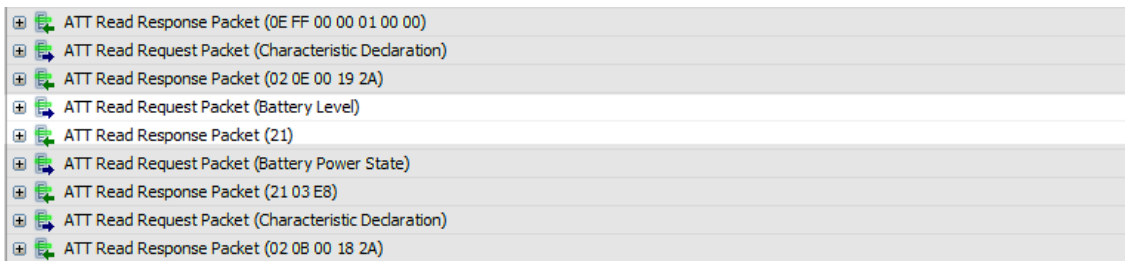 ATT Read Response Packet (0E FF 00 00 01 00 00)
ATT Read Request Packet (Characteristic Declaration)
ATT Read Response Packet (02 0E 00 19 2A)
ATT Read Request Packet (Battery Level)
ATT Read Response Packet (21)
ATT Read Request Packet (Battery Power State)
ATT Read Response Packet (21 03 E8)
ATT Read Request Packet (Characteristic Declaration)
ATT Read Response Packet (02 0B 00 18 2A)